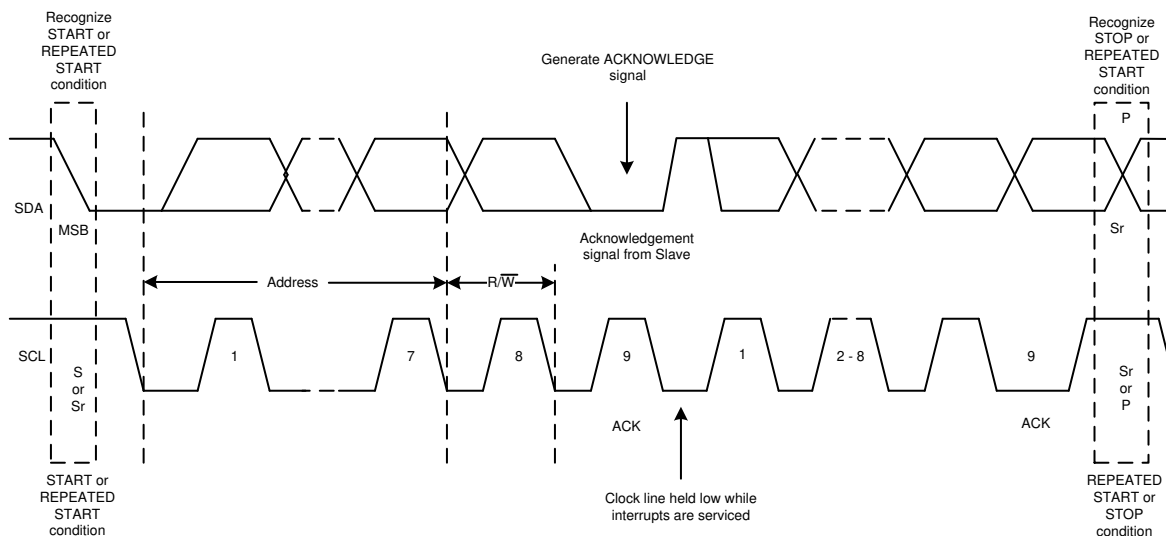 Recognize
START or
REPEATED
START
condition
Recognize
STOP or
REPEATED
START
condition
Generate ACKNOWLEDGE
signal
P
SDA
MSB
Acknowledgement
signal from Slave
Sr
Address
R/W̅
SCL
S
or
Sr
1
7
8
9
1
2 - 8
9
Sr
or
P
ACK
ACK
START or
REPEATED
START
condition
Clock line held low while
interrupts are serviced
REPEATED
START or
STOP
condition